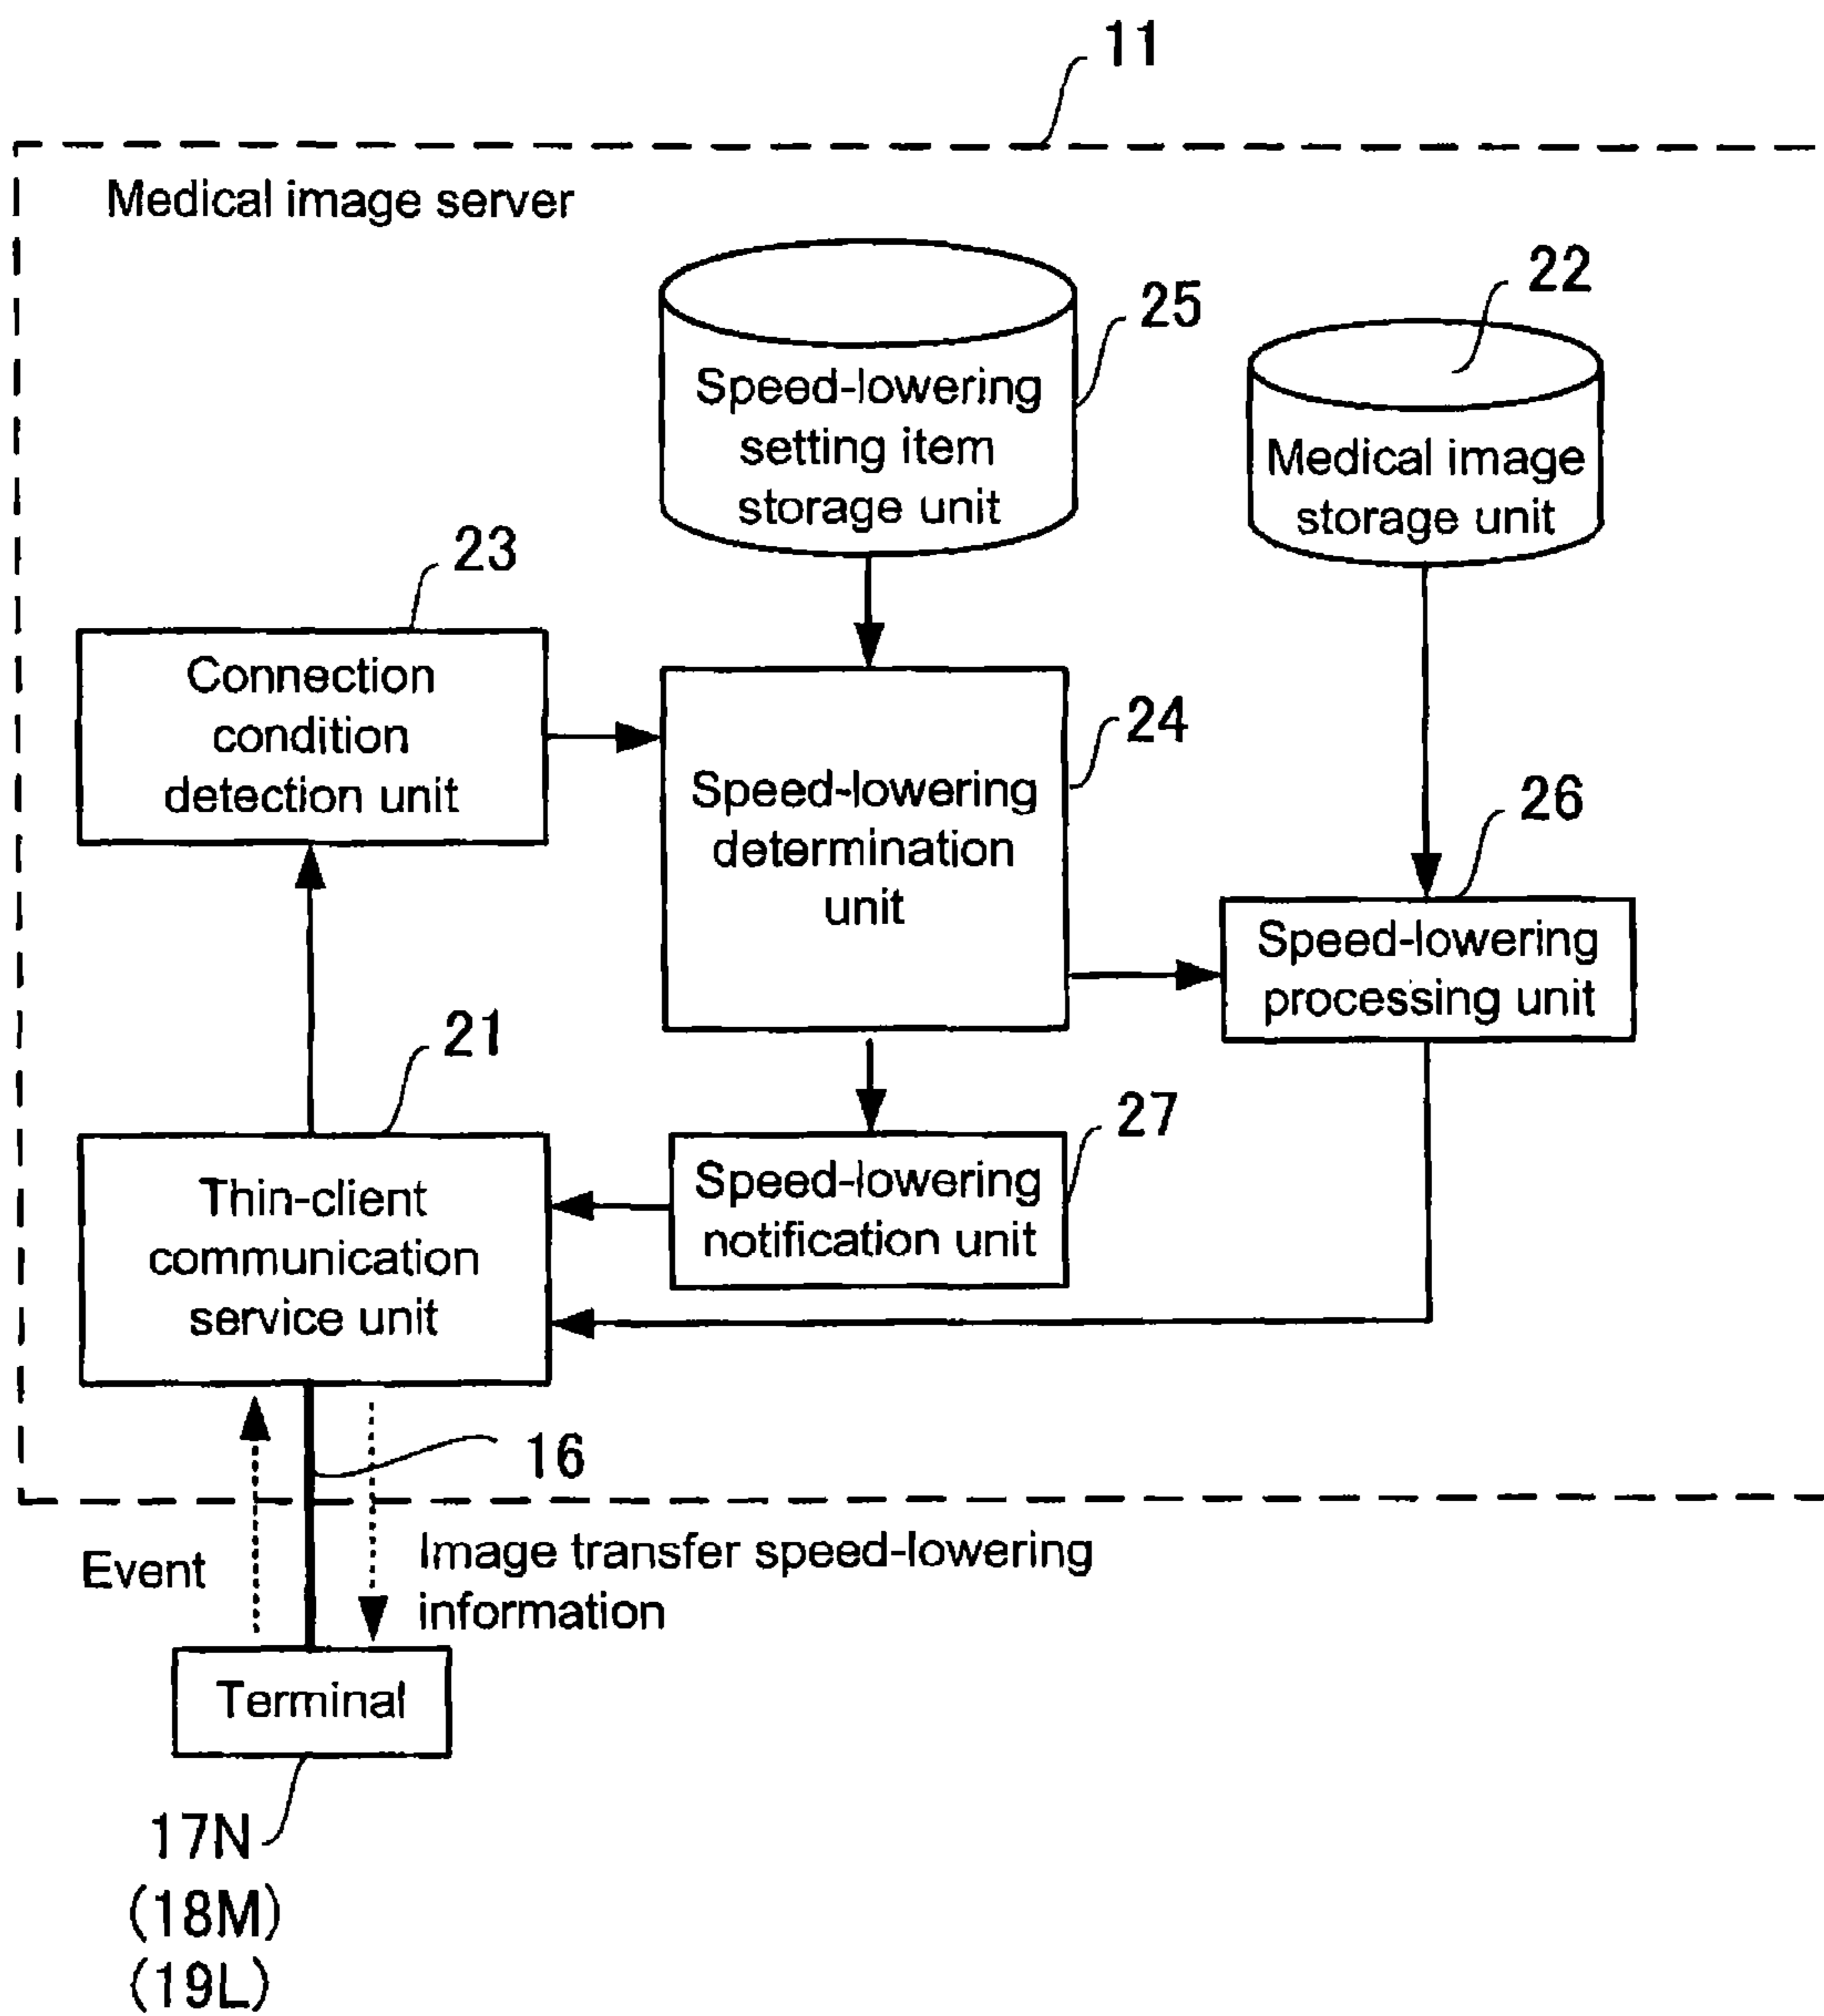 11
Medical image server
25
22
Speed-lowering
setting item
storage unit
Medical image
storage unit
23
Connection
condition
detection unit
24
Speed-lowering
determination
unit
26
Speed-lowering
processing unit
21
27
Thin-client
communication
service unit
Speed-lowering
notification unit
16
Event
Image transfer speed-lowering
information
Terminal
17N
(18M)
(19L)